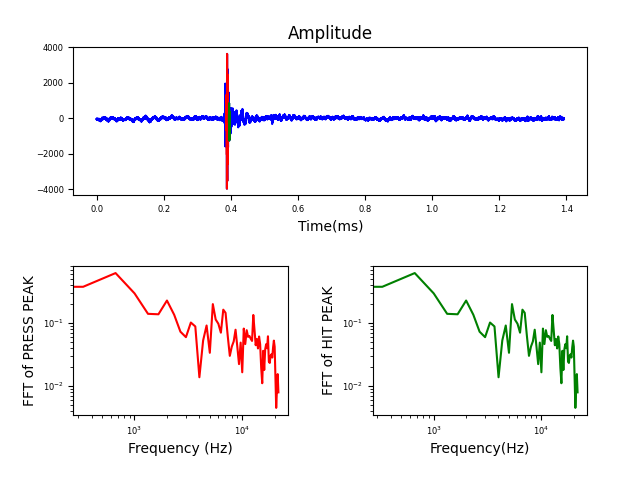 Amplitude
4000
2000
0
−2000
−4000
0.0 0.2 0.4 0.6 0.8 1.0 1.2 1.4
Time(ms)
FFT of PRESS PEAK
10⁻¹
10⁻²
10³ 10⁴
Frequency (Hz)
FFT of HIT PEAK
10⁻¹
10⁻²
10³ 10⁴
Frequency(Hz)